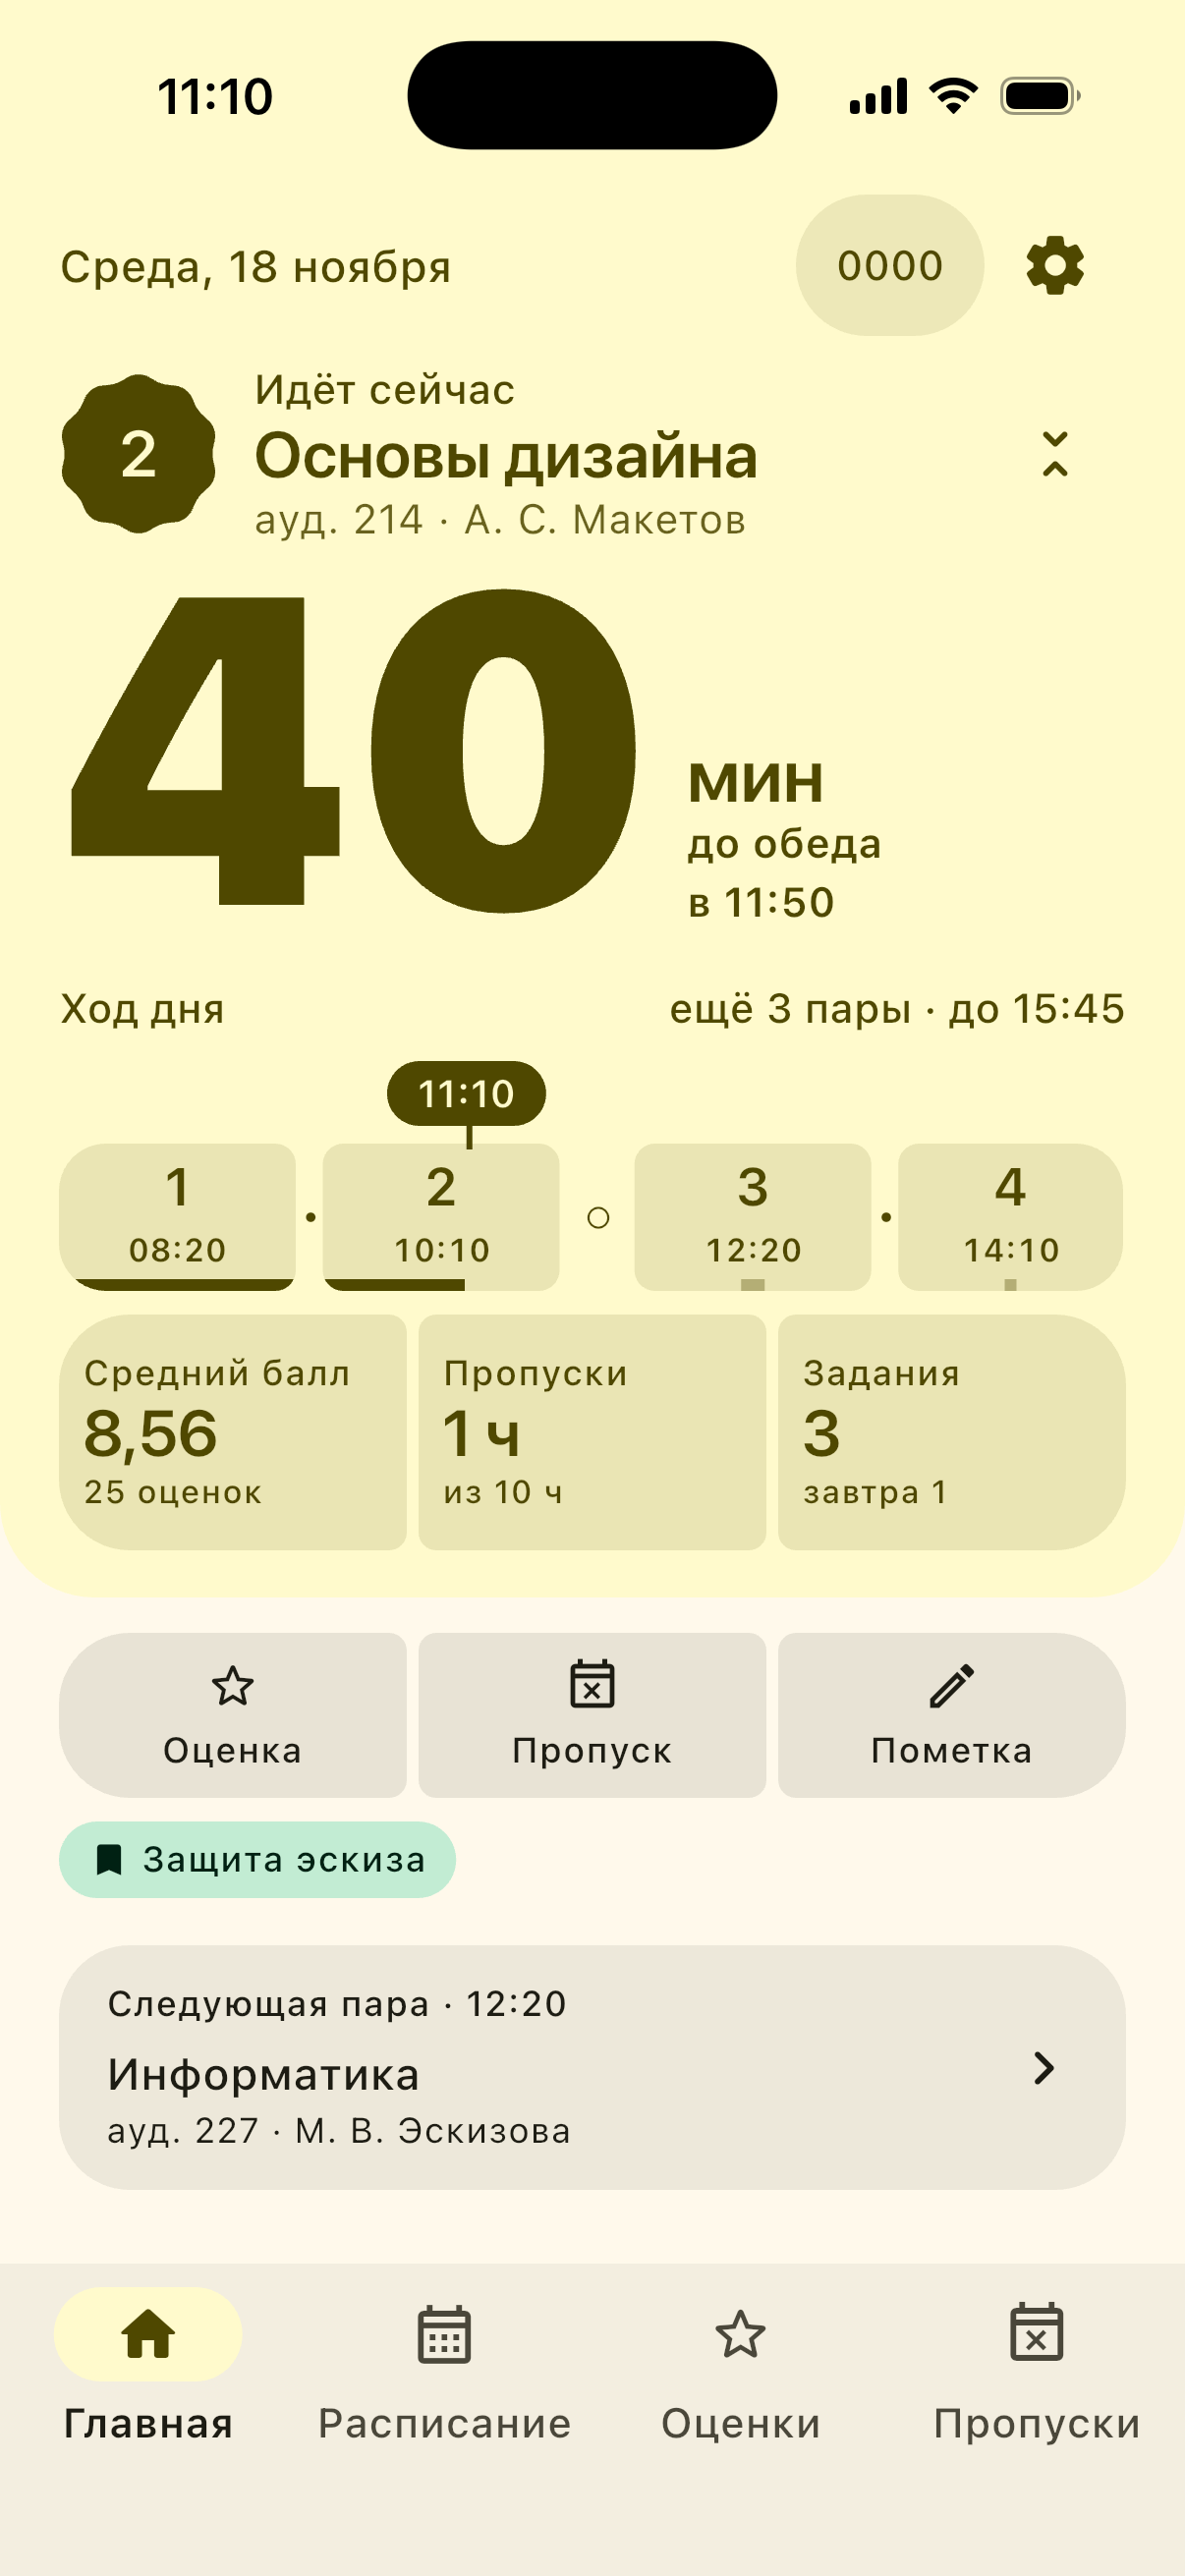 11:10
Среда, 18 ноября
0000
2
Идёт сейчас
Основы дизайна
ауд. 214 · А. С. Макетов
40
мин
до обеда
в 11:50
Ход дня
ещё 3 пары · до 15:45
11:10
1
2
3
4
08:20
10:10
12:20
14:10
Средний балл
Пропуски
Задания
8,56
1 ч
3
25 оценок
из 10 ч
завтра 1
Оценка
Пропуск
Пометка
Защита эскиза
Следующая пара · 12:20
Информатика
ауд. 227 · М. В. Эскизова
Главная
Расписание
Оценки
Пропуски